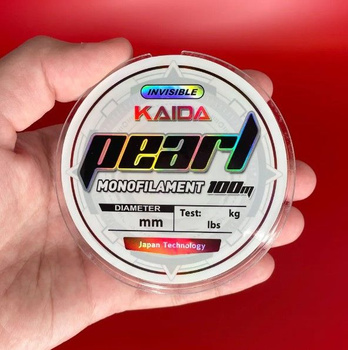 INVISIBLE
KAIDA
pearl
MONOFILAMENT 100m
DIAMETER
mm
Test: kg
lbs
Japan Technology